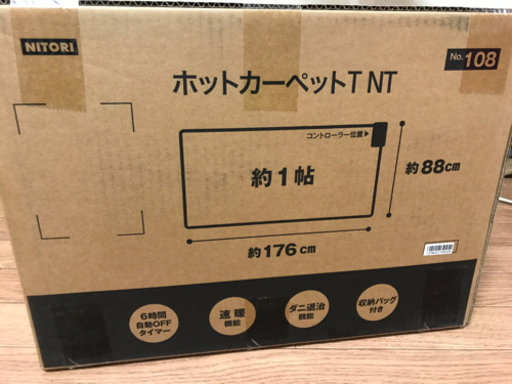 NITORI
No.108
ホットカーペットT NT
コントローラー位置▶
約1帖
約88cm
約176cm
6時間
自動OFF
タイマー
速暖
機能
ダニ退治
機能
収納バッグ
付き